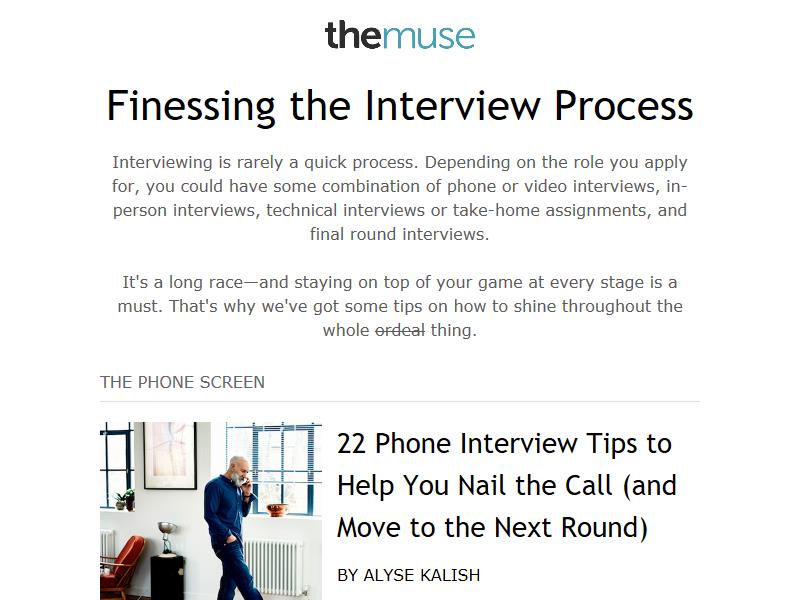 themuse
Finessing the Interview Process
Interviewing is rarely a quick process. Depending on the role you apply
for, you could have some combination of phone or video interviews, in-
person interviews, technical interviews or take-home assignments, and
final round interviews.
It's a long race—and staying on top of your game at every stage is a
must. That's why we've got some tips on how to shine throughout the
whole ordeal thing.
THE PHONE SCREEN
22 Phone Interview Tips to
Help You Nail the Call (and
Move to the Next Round)
BY ALYSE KALISH